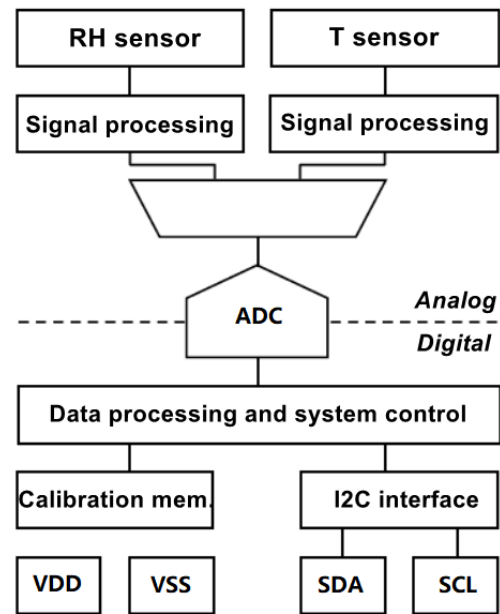 RH sensor
T sensor
Signal processing
Signal processing
ADC
Analog
Digital
Data processing and system control
Calibration mem.
I2C interface
VDD
VSS
SDA
SCL